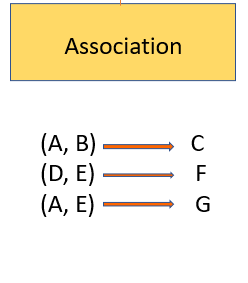 Association
(A, B) C
(D, E) F
(A, E) G